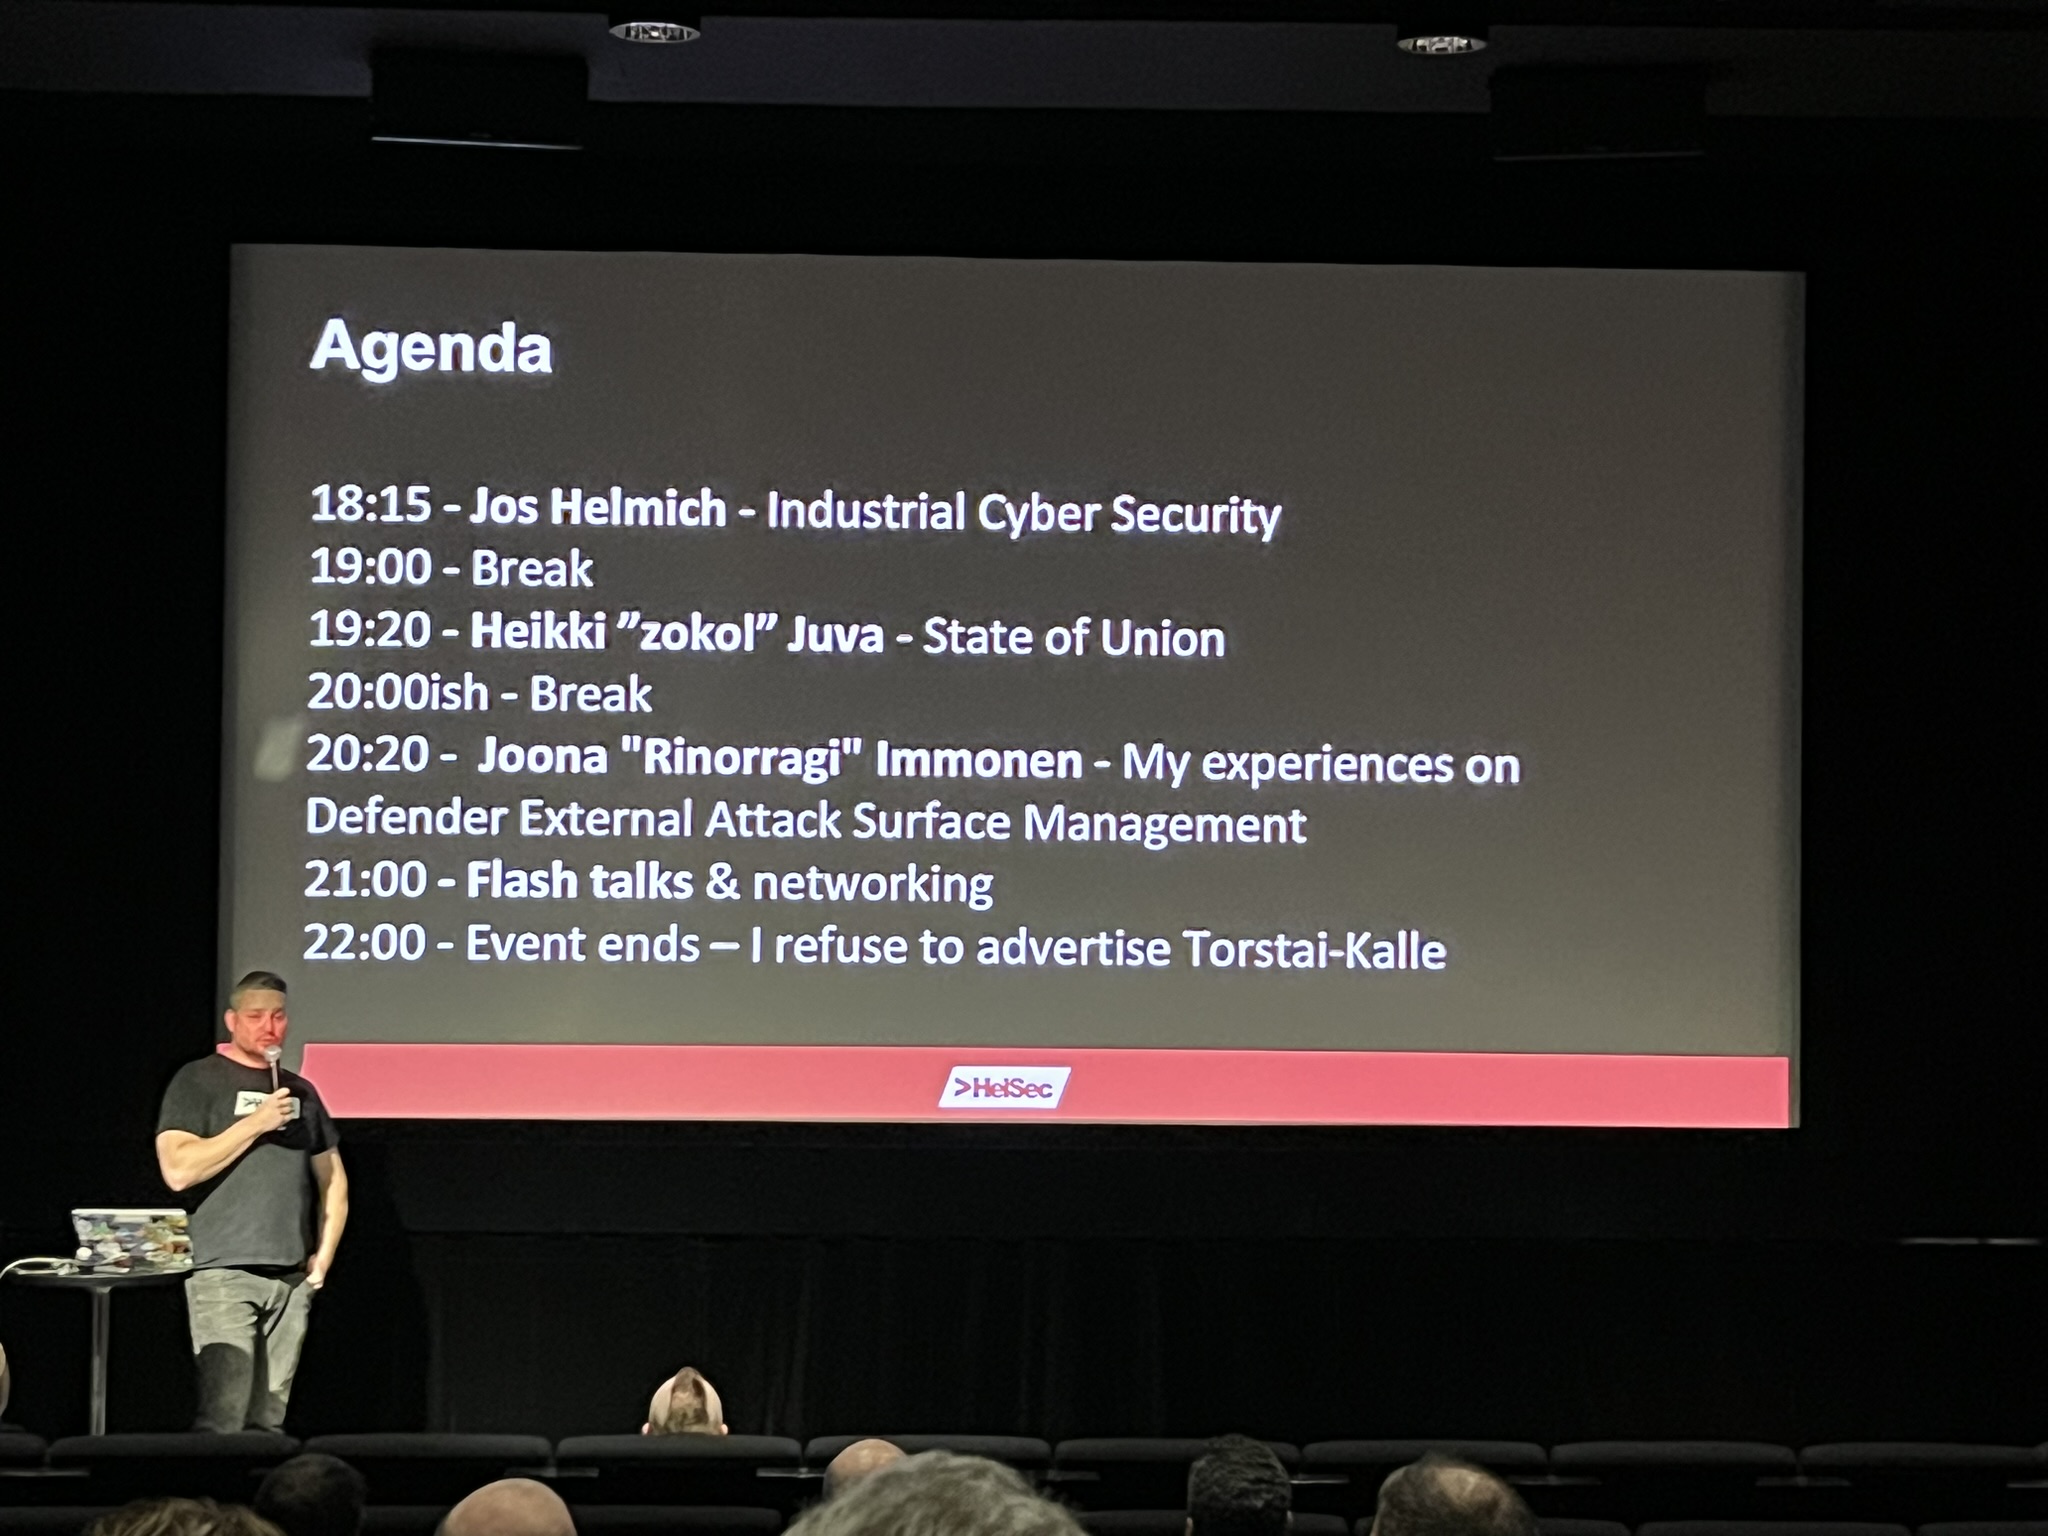 Agenda
18:15 - Jos Helmich - Industrial Cyber Security
19:00 - Break
19:20 - Heikki ”zokol” Juva - State of Union
20:00ish - Break
20:20 - Joona "Rinorragi" Immonen - My experiences on
Defender External Attack Surface Management
21:00 - Flash talks & networking
22:00 - Event ends – I refuse to advertise Torstai-Kalle
>HelSec